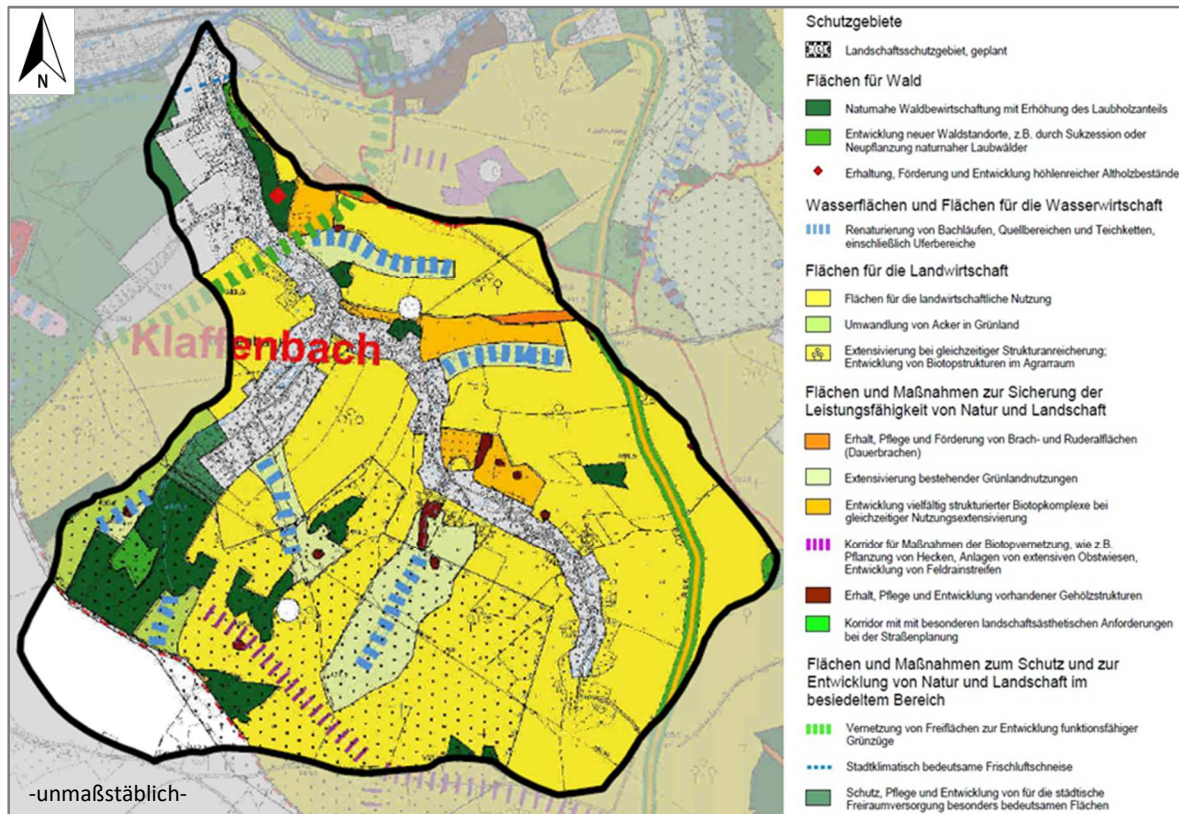 N
Klaffenbach
-unmaßstäblich-
Schutzgebiete
Landschaftsschutzgebiet, geplant
Flächen für Wald
Naturnahe Waldbewirtschaftung mit Erhöhung des Laubholzanteils
Entwicklung neuer Waldstandorte, z.B. durch Sukzession oder
Neupflanzung naturnaher Laubwälder
Erhaltung, Förderung und Entwicklung höhlenreicher Altholzbestände
Wasserflächen und Flächen für die Wasserwirtschaft
Renaturierung von Bachläufen, Quellbereichen und Teichketten,
einschließlich Uferbereiche
Flächen für die Landwirtschaft
Flächen für die landwirtschaftliche Nutzung
Umwandlung von Acker in Grünland
Extensivierung bei gleichzeitiger Strukturanreicherung;
Entwicklung von Biotopstrukturen im Agrarraum
Flächen und Maßnahmen zur Sicherung der
Leistungsfähigkeit von Natur und Landschaft
Erhalt, Pflege und Förderung von Brach- und Ruderalflächen
(Dauerbrachen)
Extensivierung bestehender Grünlandnutzungen
Entwicklung vielfältig strukturierter Biotopkomplexe bei
gleichzeitiger Nutzungsextensivierung
Korridor für Maßnahmen der Biotopvernetzung, wie z.B.
Pflanzung von Hecken, Anlagen von extensiven Obstwiesen,
Entwicklung von Feldrainstreifen
Erhalt, Pflege und Entwicklung vorhandener Gehölzstrukturen
Korridor mit mit besonderen landschaftsästhetischen Anforderungen
bei der Straßenplanung
Flächen und Maßnahmen zum Schutz und zur
Entwicklung von Natur und Landschaft im
besiedeltem Bereich
Vernetzung von Freiflächen zur Entwicklung funktionsfähiger
Grünzüge
Stadtklimatisch bedeutsame Frischluftschneise
Schutz, Pflege und Entwicklung von für die städtische
Freiraumversorgung besonders bedeutsamen Flächen